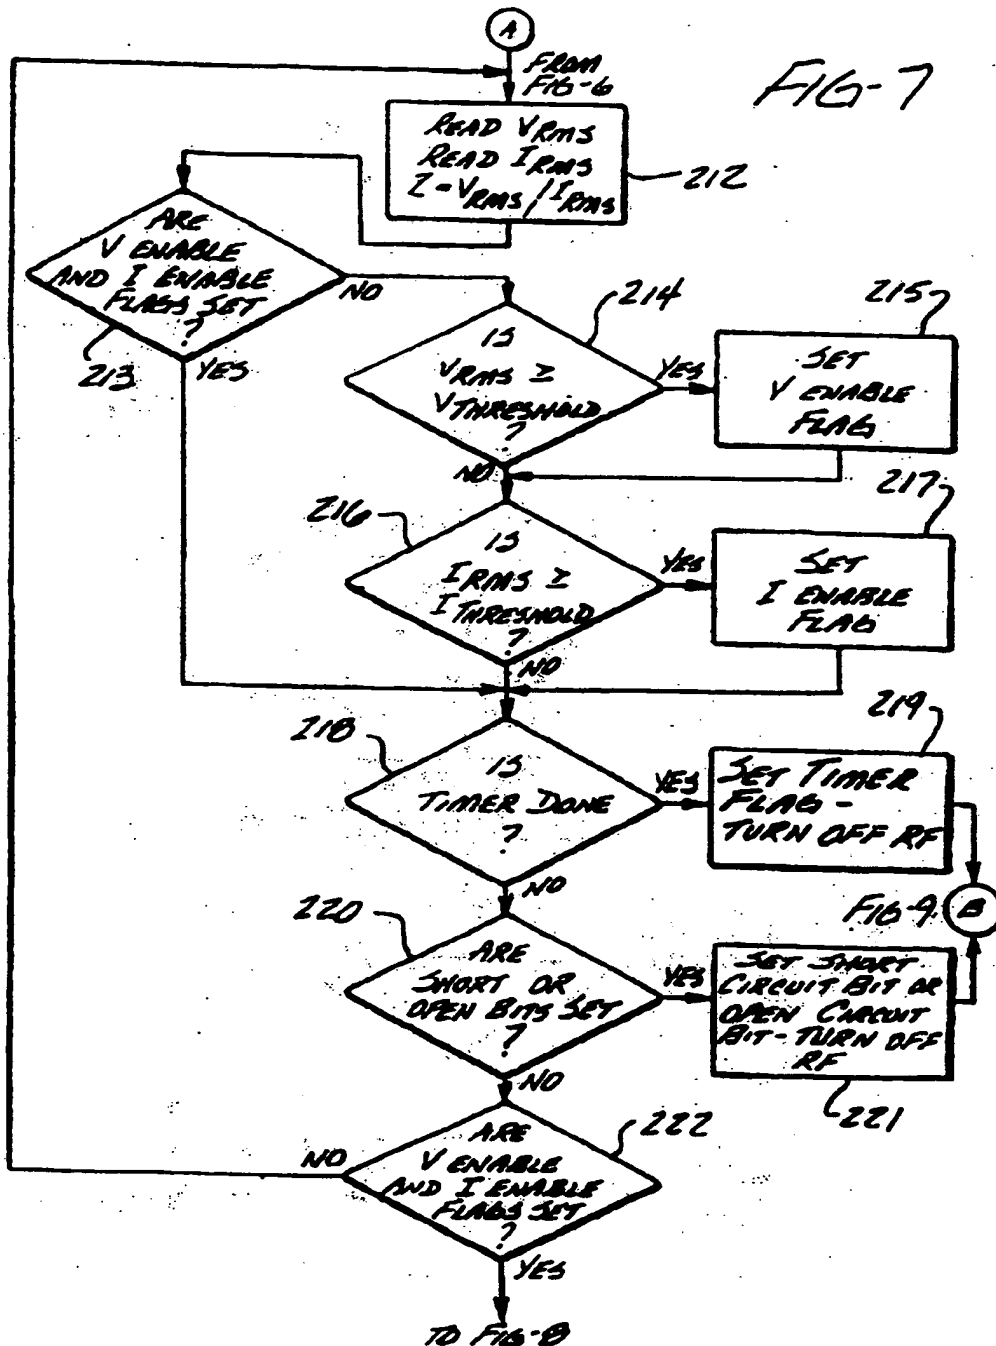 A
FROM
FIG-6
FIG-7
READ VRMS
READ IRMS
Z=VRMS/IRMS
212
ARE
V ENABLE
AND I ENABLE
FLAGS SET
?
213
NO
YES
214
IS
VRMS ≥
VTHRESHOLD
?
YES
NO
215
SET
V ENABLE
FLAG
216
IS
IRMS ≥
ITHRESHOLD
?
YES
NO
217
SET
I ENABLE
FLAG
218
IS
TIMER DONE
?
YES
NO
219
SET TIMER
FLAG-
TURN OFF RF
FIG-9
B
220
ARE
SHORT OR
OPEN BITS SET
?
YES
NO
SET SHORT
CIRCUIT BIT OR
OPEN CIRCUIT
BIT-TURN OFF
RF
221
222
ARE
V ENABLE
AND I ENABLE
FLAGS SET
?
NO
YES
TO FIG-8